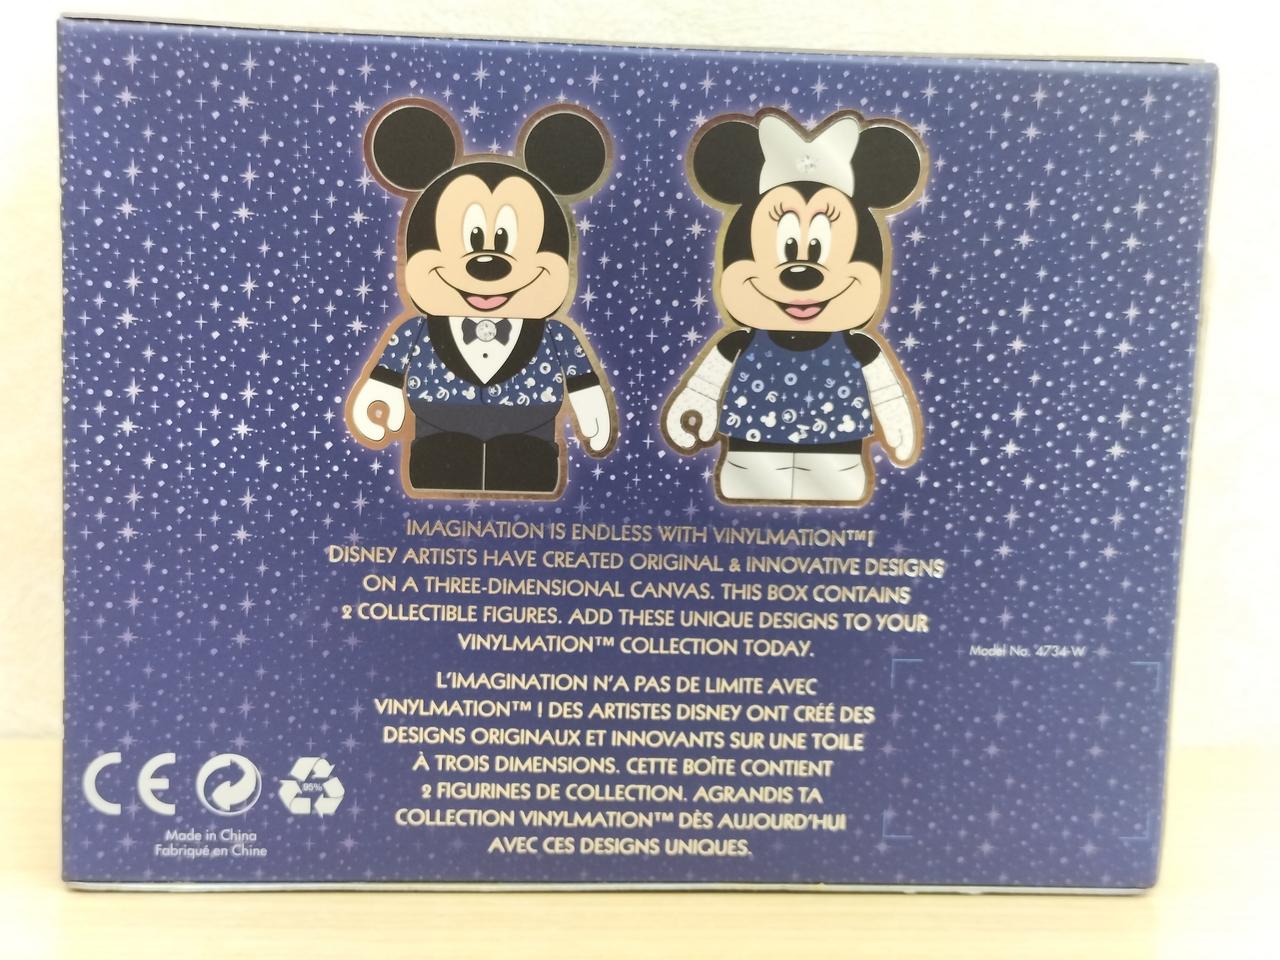 IMAGINATION IS ENDLESS WITH VINYLMATION™!
DISNEY ARTISTS HAVE CREATED ORIGINAL & INNOVATIVE DESIGNS
ON A THREE-DIMENSIONAL CANVAS. THIS BOX CONTAINS
2 COLLECTIBLE FIGURES. ADD THESE UNIQUE DESIGNS TO YOUR
VINYLMATION™ COLLECTION TODAY.
Model No. 4734-W
L'IMAGINATION N'A PAS DE LIMITE AVEC
VINYLMATION™ ! DES ARTISTES DISNEY ONT CRÉÉ DES
DESIGNS ORIGINAUX ET INNOVANTS SUR UNE TOILE
À TROIS DIMENSIONS. CETTE BOÎTE CONTIENT
2 FIGURINES DE COLLECTION. AGRANDIS TA
COLLECTION VINYLMATION™ DÈS AUJOURD'HUI
AVEC CES DESIGNS UNIQUES.
CE
95%
Made in China
Fabriqué en Chine